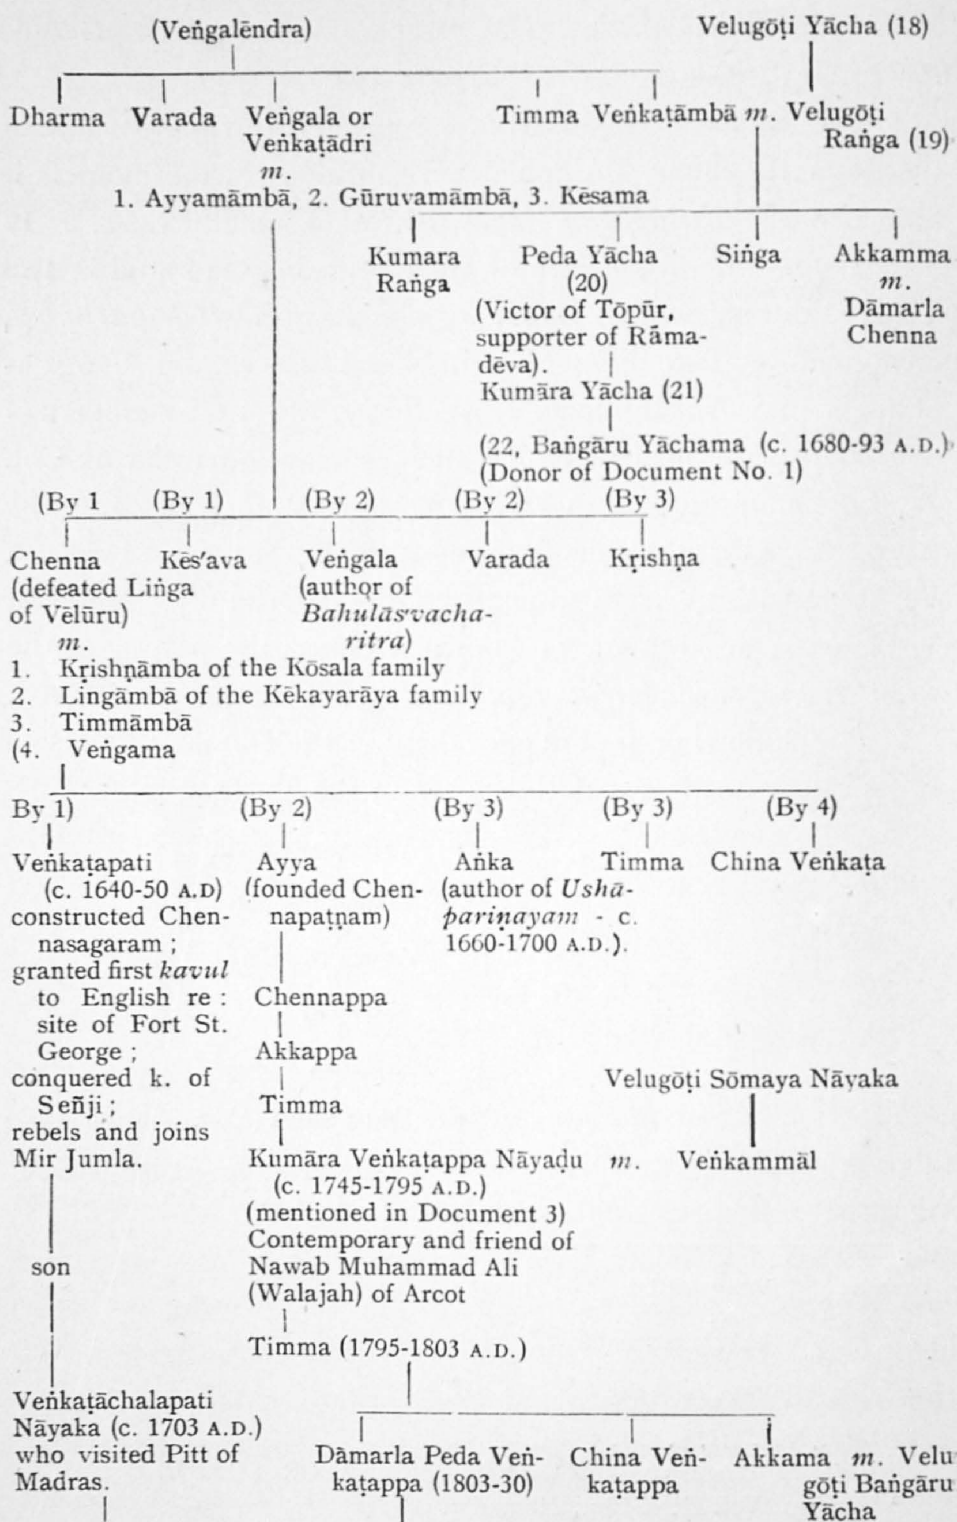 (Veṅgalēndra) Velugōṭi Yācha (18)
Dharma Varada Veṅgala or Timma Veṅkaṭāmbā m. Velugōṭi
Veṅkaṭādri Raṅga (19)
m.
1. Ayyamāmbā, 2. Gūruvamāmbā, 3. Kēsama
Kumara Peda Yācha Siṅga Akkamma
Raṅga (20) m.
(Victor of Tōpūr, Dāmarla
supporter of Rāma- Chenna
dēva).
Kumāra Yācha (21)
(22, Baṅgāru Yāchama (c. 1680-93 A.D.)
(Donor of Document No. 1)
(By 1 (By 1) (By 2) (By 2) (By 3)
Chenna Kēs'ava Veṅgala Varada Kṛishṇa
(defeated Liṅga (author of
of Vēlūru) Bahulās'vacha-
m. ritra)
1. Kṛishṇāmba of the Kōsala family
2. Lingāmbā of the Kēkayarāya family
3. Timmāmbā
(4. Veṅgama
By 1) (By 2) (By 3) (By 3) (By 4)
Veṅkaṭapati Ayya Aṅka Timma China Veṅkaṭa
(c. 1640-50 A.D) (founded Chen- (author of Ushā-
constructed Chen- napaṭṇam) pariṇayam - c.
nasagaram ; 1660-1700 A.D.).
granted first kavul
to English re : Chennappa
site of Fort St.
George ; Akkappa
conquered k. of Velugōṭi Sōmaya Nāyaka
Señji ; Timma
rebels and joins
Mir Jumla. Kumāra Veṅkaṭappa Nāyaḍu m. Veṅkammāl
(c. 1745-1795 A.D.)
(mentioned in Document 3)
Contemporary and friend of
son Nawab Muhammad Ali
(Walajah) of Arcot
Timma (1795-1803 A.D.)
Veṅkaṭāchalapati
Nāyaka (c. 1703 A.D.)
who visited Pitt of Dāmarla Peda Veṅ- China Veṅ- Akkama m. Velu
Madras. kaṭappa (1803-30) kaṭappa gōṭi Baṅgāru
Yācha